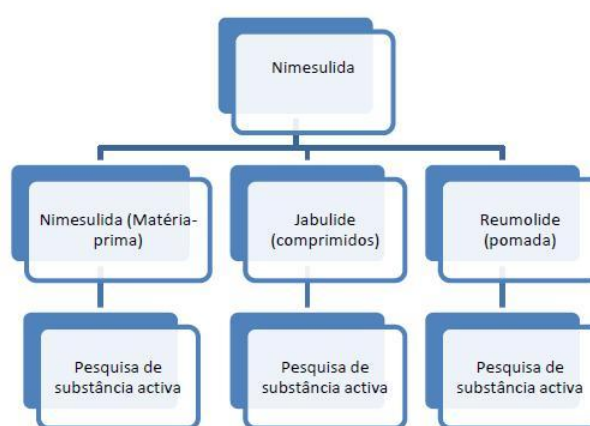 Nimesulida
Nimesulida (Matéria-
prima)
Jabulide
(comprimidos)
Reumolide
(pomada)
Pesquisa de
substância activa
Pesquisa de
substância activa
Pesquisa de
substância activa